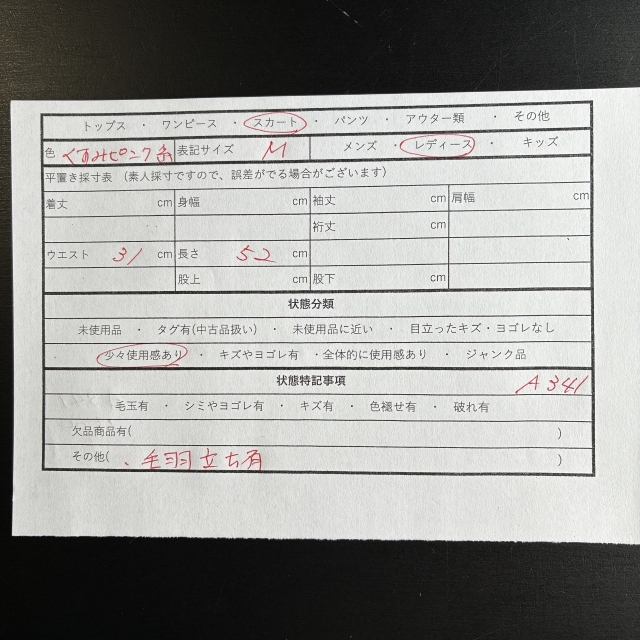 トップス ・ ワンピース ・ スカート ・ パンツ ・ アウター類 ・ その他
色 くすみピンク系 表記サイズ M メンズ ・ レディース ・ キッズ
平置き採寸表 (素人採寸ですので、誤差がでる場合がございます)
着丈 cm 身幅 cm 袖丈 cm 肩幅 cm
裄丈 cm
ウエスト 31 cm 長さ 52 cm
股上 cm 股下 cm
状態分類
未使用品 ・ タグ有(中古品扱い) ・ 未使用品に近い ・ 目立ったキズ・ヨゴレなし
少々使用感あり ・ キズやヨゴレ有 ・全体的に使用感あり ・ ジャンク品
状態特記事項 A341
毛玉有 ・ シミやヨゴレ有 ・ キズ有 ・ 色褪せ有 ・ 破れ有
欠品商品有( )
その他( ・毛羽立ち有 )